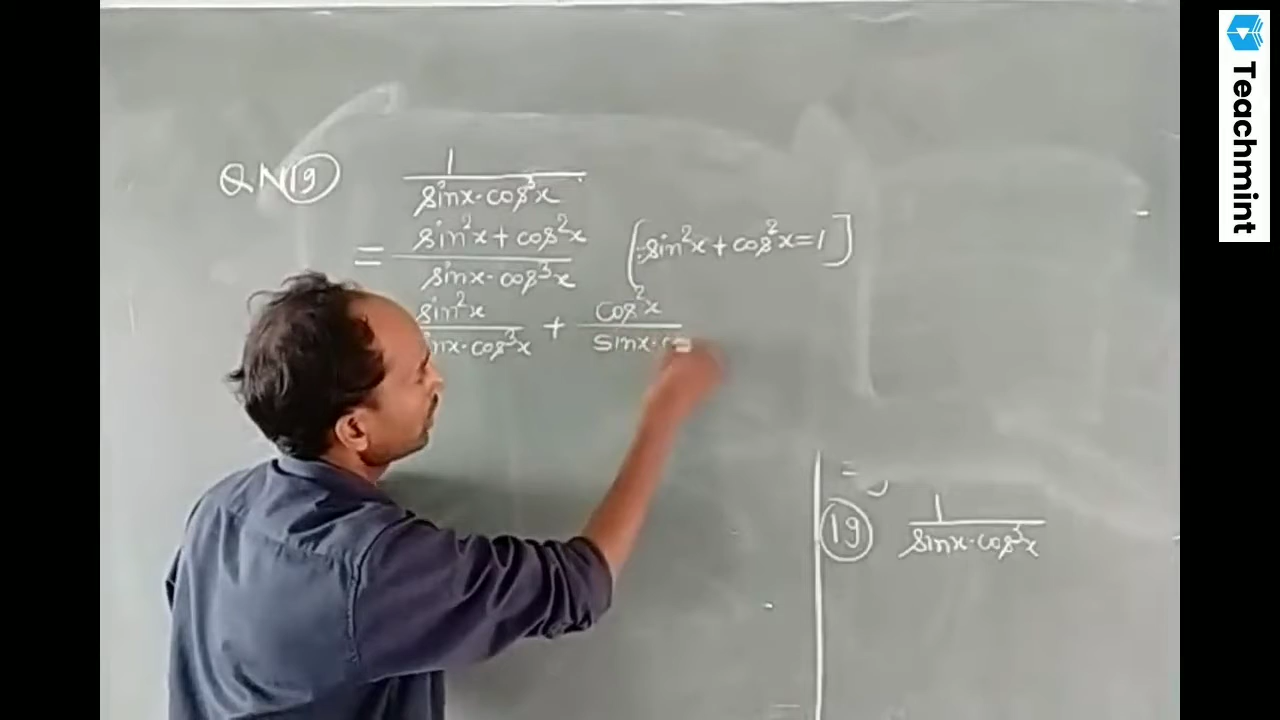 QN 19 1/(sinx·cos³x)
= (sin²x + cos²x)/(sinx·cos³x) [∵sin²x + cos²x = 1]
sin²x/(sinx·cos³x) + cos²x/(sinx·co
19 1/(sinx·cos³x)
Teachmint